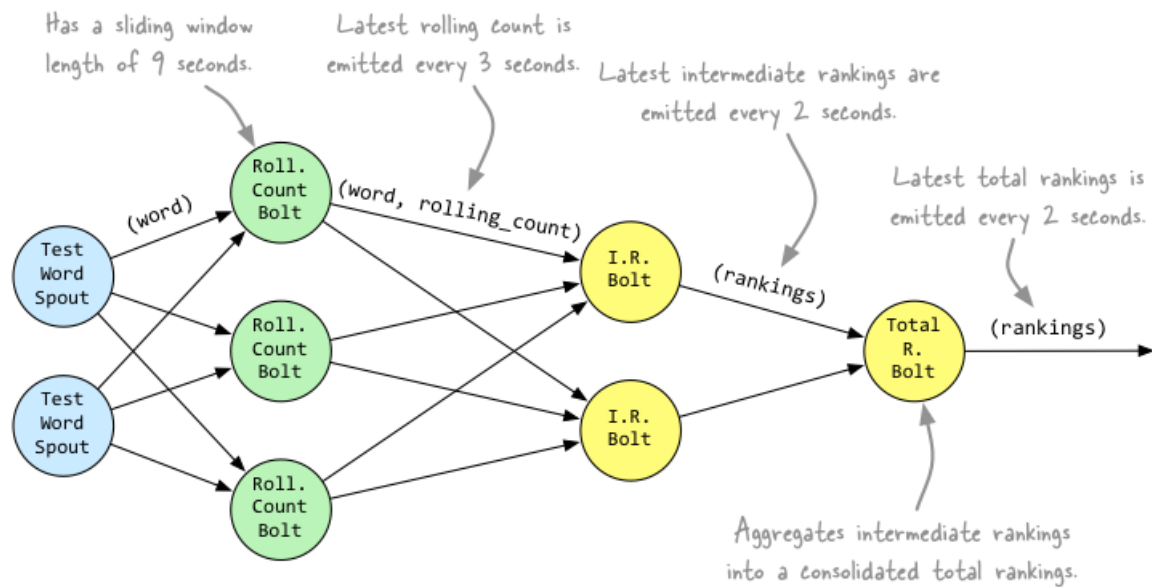 Has a sliding window
length of 9 seconds.
Latest rolling count is
emitted every 3 seconds.
Latest intermediate rankings are
emitted every 2 seconds.
Latest total rankings is
emitted every 2 seconds.
Test
Word
Spout
Test
Word
Spout
(word)
Roll.
Count
Bolt
Roll.
Count
Bolt
Roll.
Count
Bolt
(word, rolling_count)
I.R.
Bolt
I.R.
Bolt
(rankings)
Total
R.
Bolt
(rankings)
Aggregates intermediate rankings
into a consolidated total rankings.